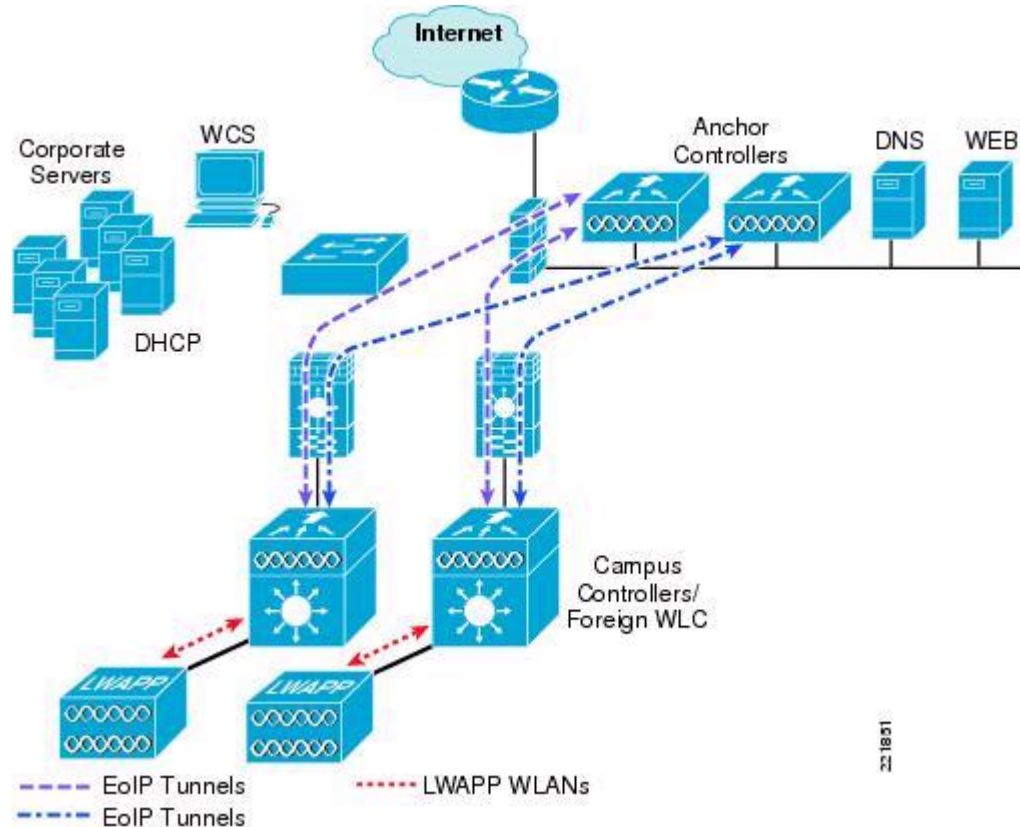 Internet
WCS
Corporate
Servers
DHCP
Anchor
Controllers
DNS
WEB
Campus
Controllers/
Foreign WLC
LWAPP
LWAPP
221851
EoIP Tunnels
LWAPP WLANs
EoIP Tunnels